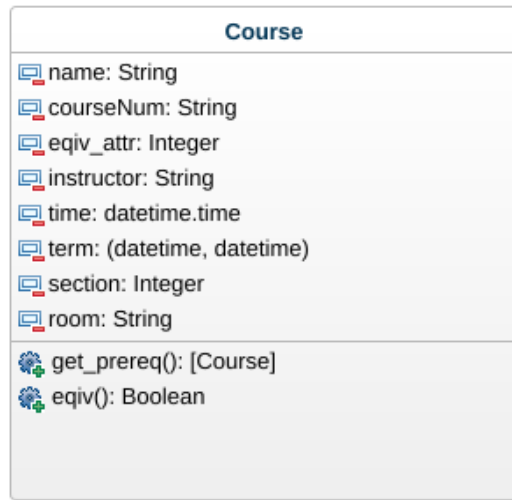 Course
name: String
courseNum: String
eqiv_attr: Integer
instructor: String
time: datetime.time
term: (datetime, datetime)
section: Integer
room: String
get_prereq(): [Course]
eqiv(): Boolean